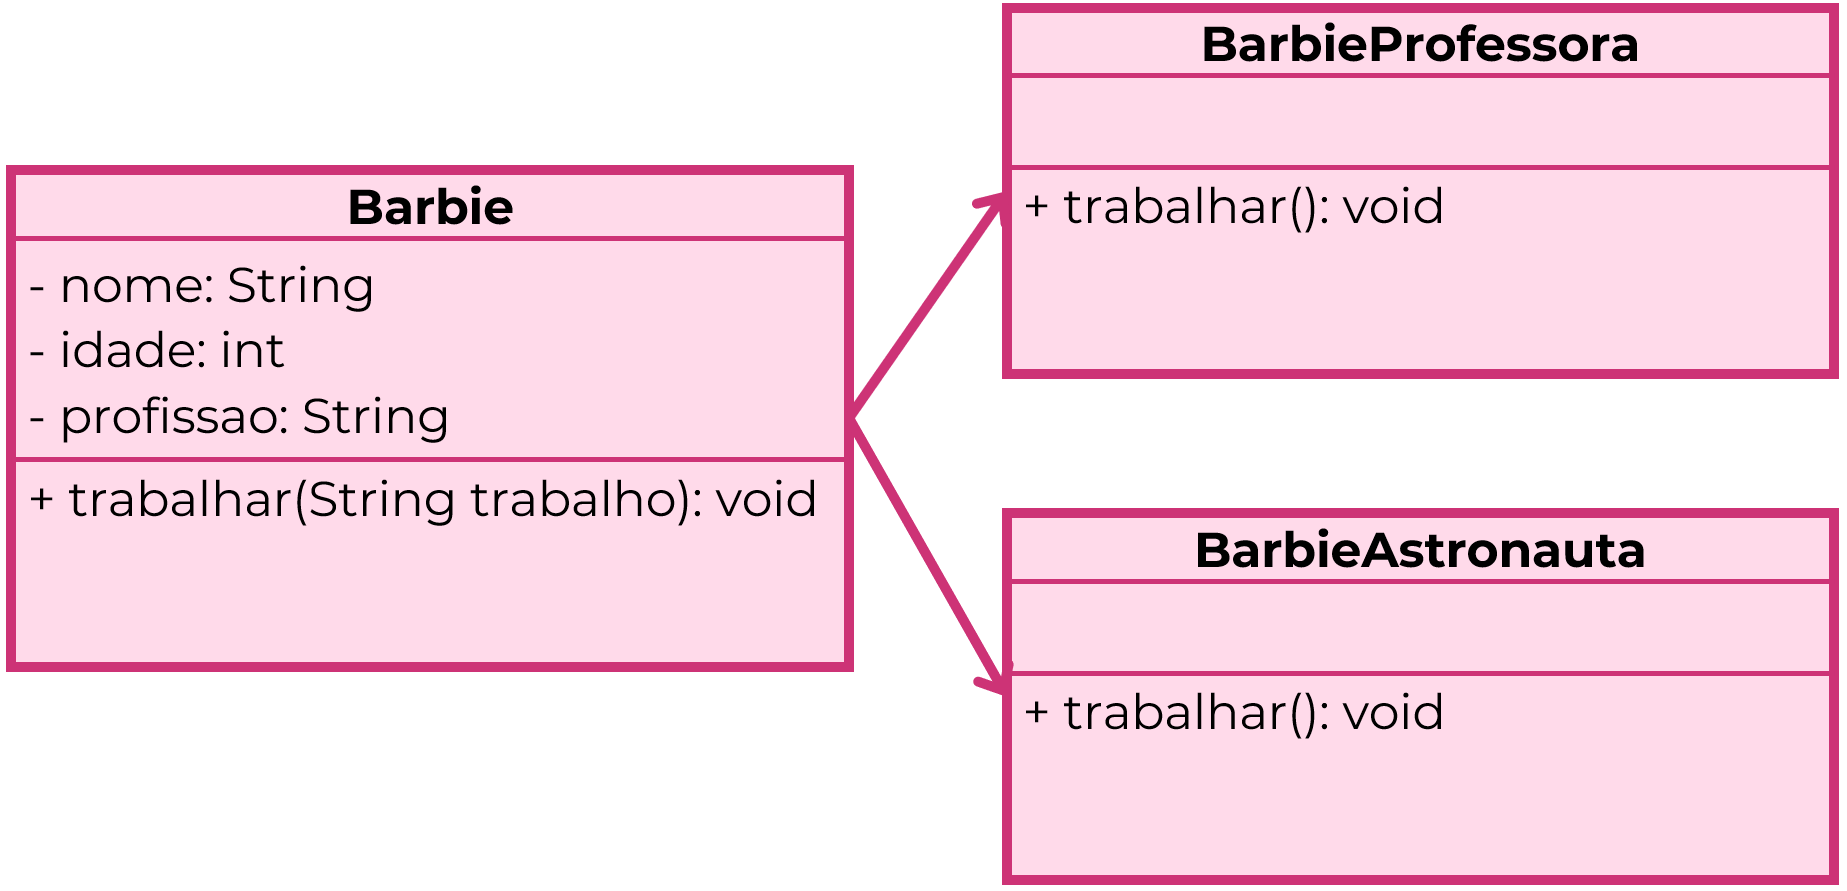 Barbie
- nome: String
- idade: int
- profissao: String
+ trabalhar(String trabalho): void
BarbieProfessora
+ trabalhar(): void
BarbieAstronauta
+ trabalhar(): void